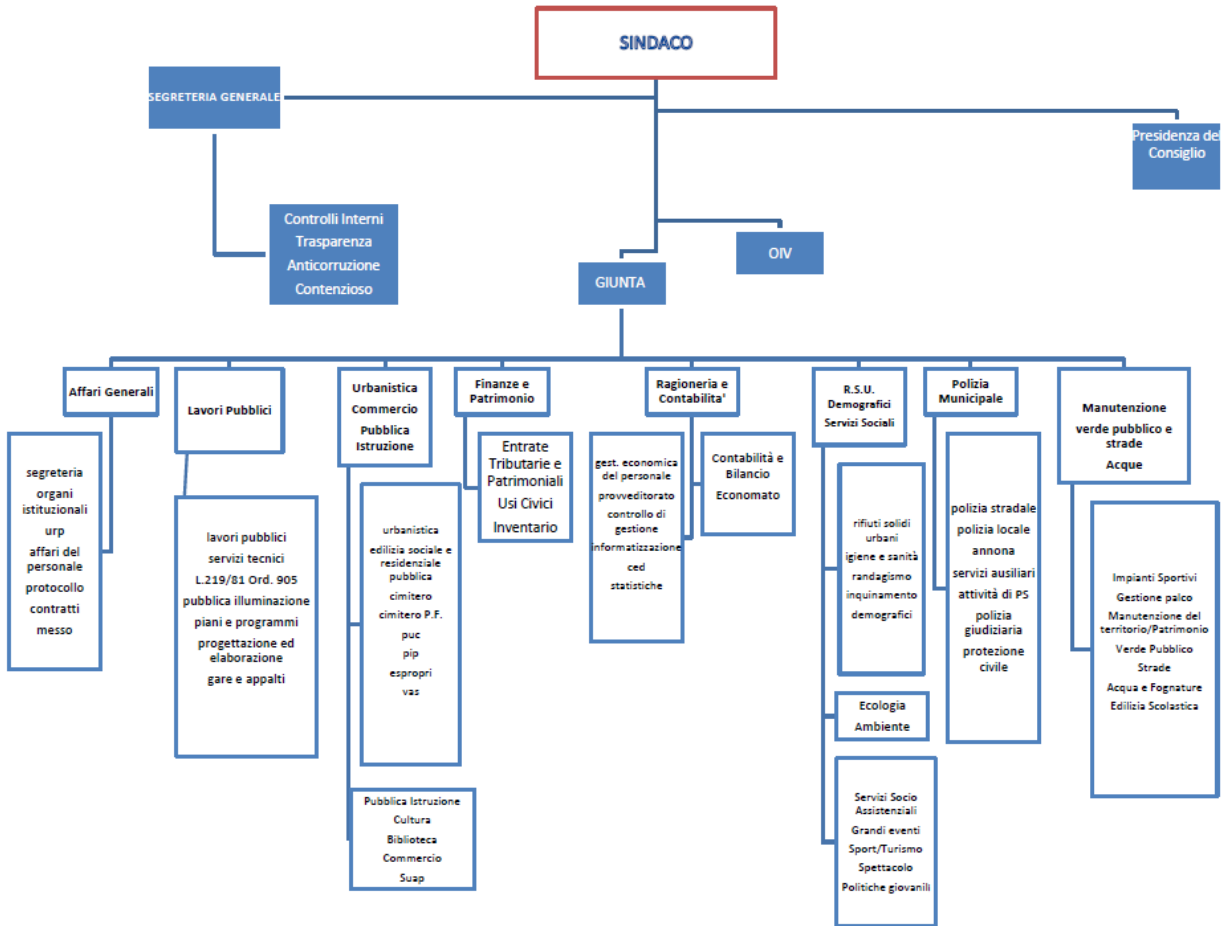 SINDACO
SEGRETERIA GENERALE
Presidenza del
Consiglio
Controlli Interni
Trasparenza
Anticorruzione
Contenzioso
OIV
GIUNTA
Affari Generali
segreteria
organi
istituzionali
urp
affari del
personale
protocollo
contratti
messo
Lavori Pubblici
lavori pubblici
servizi tecnici
L.219/81 Ord. 905
pubblica illuminazione
piani e programmi
progettazione ed
elaborazione
gare e appalti
Urbanistica
Commercio
Pubblica
Istruzione
urbanistica
edilizia sociale e
residenziale
pubblica
cimitero
cimitero P.F.
puc
pip
espropri
vas
Pubblica Istruzione
Cultura
Biblioteca
Commercio
Suap
Finanze e
Patrimonio
Entrate
Tributarie e
Patrimoniali
Usi Civici
Inventario
Ragioneria e
Contabilita'
gest. economica
del personale
provveditorato
controllo di
gestione
informatizzazione
ced
statistiche
Contabilità e
Bilancio
Economato
R.S.U.
Demografici
Servizi Sociali
rifiuti solidi
urbani
igiene e sanità
randagismo
inquinamento
demografici
Ecologia
Ambiente
Servizi Socio
Assistenziali
Grandi eventi
Sport/Turismo
Spettacolo
Politiche giovanili
Polizia
Municipale
polizia stradale
polizia locale
annona
servizi ausiliari
attività di PS
polizia
giudiziaria
protezione
civile
Manutenzione
verde pubblico e
strade
Acque
Impianti Sportivi
Gestione palco
Manutenzione del
territorio/Patrimonio
Verde Pubblico
Strade
Acqua e Fognature
Edilizia Scolastica